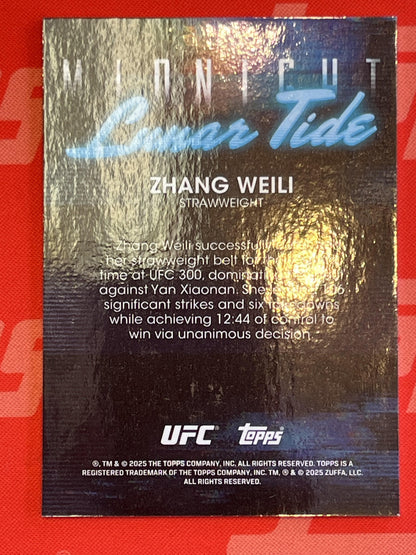 MIDNIGHT
Lunar Tide
ZHANG WEILI
STRAWWEIGHT
Zhang Weili successfully
her strawweight belt for the
time at UFC 300,
against Yan Xiaonan. She
significant strikes and six
while achieving 12:44 of control to
win via unanimous decision.
UFC topps
®, TM & © 2025 THE TOPPS COMPANY, INC. ALL RIGHTS RESERVED. TOPPS IS A
REGISTERED TRADEMARK OF THE TOPPS COMPANY, INC. TM, ® & © 2025 ZUFFA, LLC.
ALL RIGHTS RESERVED.